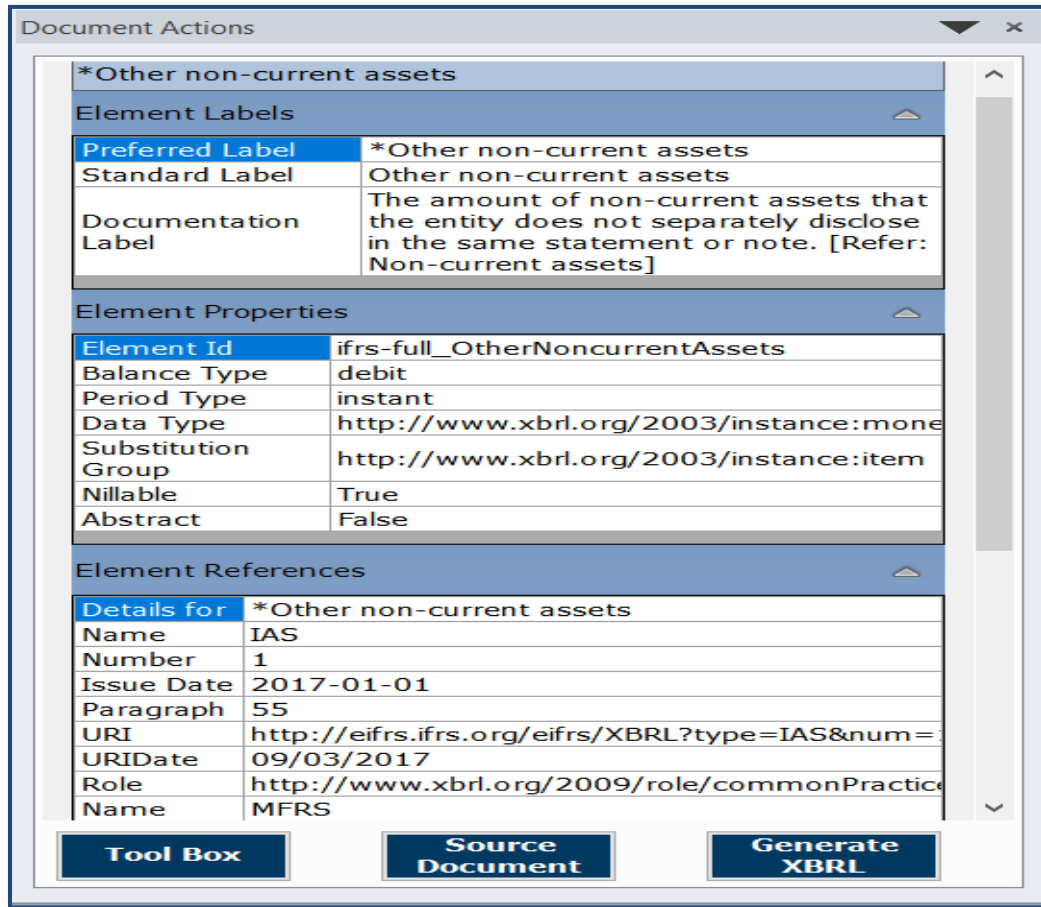 Document Actions
*Other non-current assets
Element Labels
Preferred Label *Other non-current assets
Standard Label Other non-current assets
Documentation Label The amount of non-current assets that
the entity does not separately disclose
in the same statement or note. [Refer:
Non-current assets]
Element Properties
Element Id ifrs-full_OtherNoncurrentAssets
Balance Type debit
Period Type instant
Data Type http://www.xbrl.org/2003/instance:mone
Substitution Group http://www.xbrl.org/2003/instance:item
Nillable True
Abstract False
Element References
Details for *Other non-current assets
Name IAS
Number 1
Issue Date 2017-01-01
Paragraph 55
URI http://eifrs.ifrs.org/eifrs/XBRL?type=IAS&num=
URIDate 09/03/2017
Role http://www.xbrl.org/2009/role/commonPractic
Name MFRS
Tool Box
Source
Document
Generate
XBRL